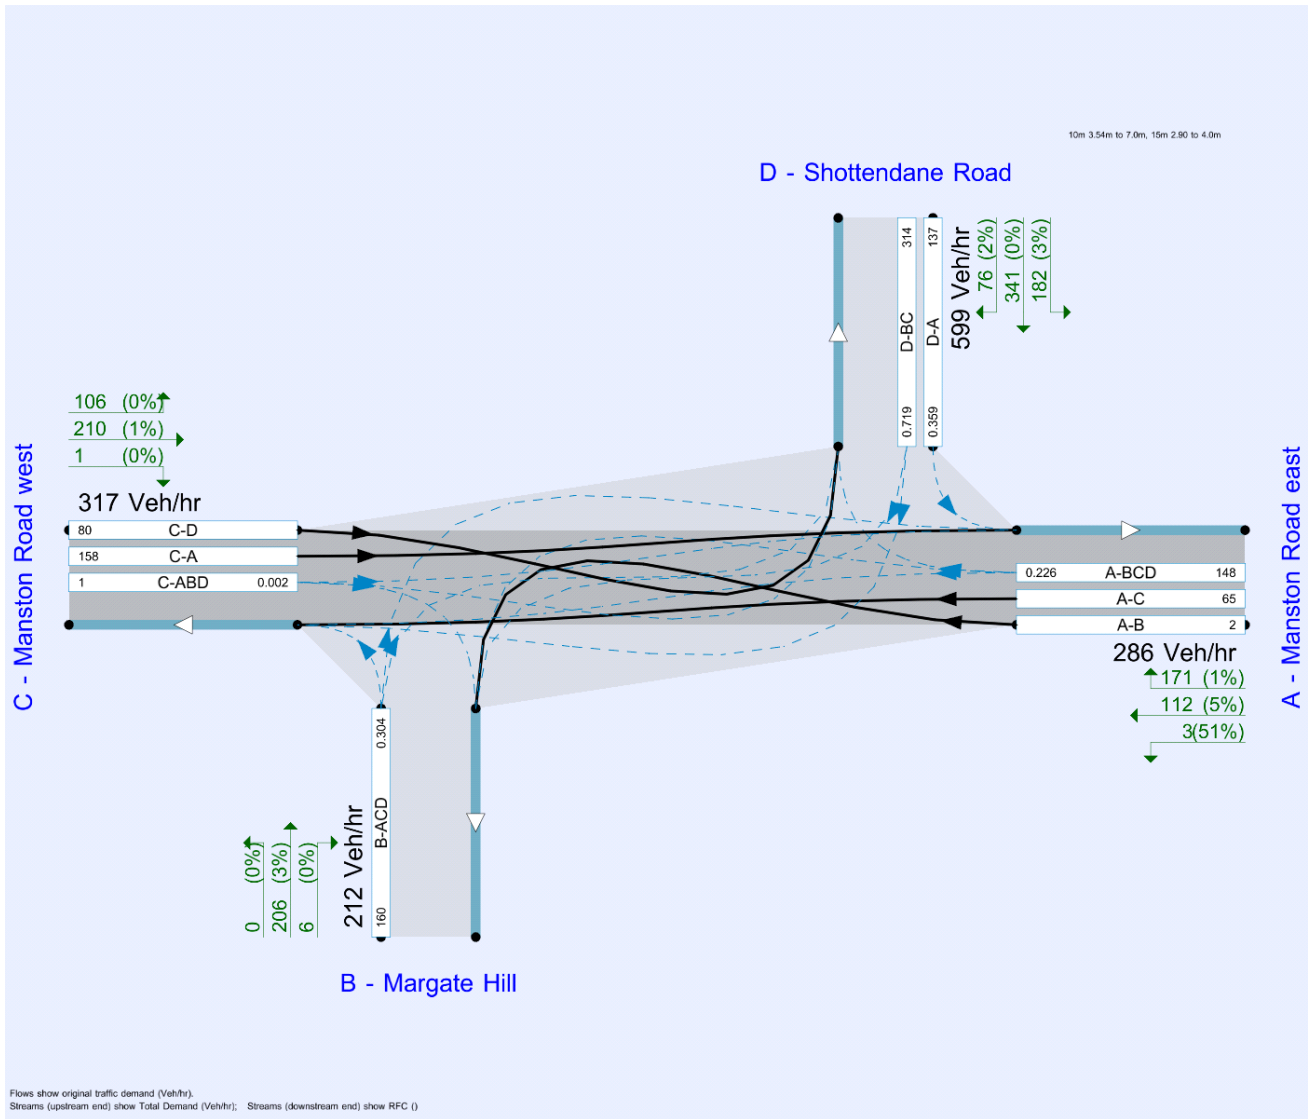 10m 3.54m to 7.0m, 15m 2.90 to 4.0m
D - Shottendane Road
314
D-BC
0.719
137
D-A
0.359
599 Veh/hr
76 (2%)
341 (0%)
182 (3%)
106 (0%)
210 (1%)
1 (0%)
317 Veh/hr
C - Manston Road west
80 C-D
158 C-A
1 C-ABD 0.002
0.226 A-BCD 148
A-C 65
A-B 2
286 Veh/hr
171 (1%)
112 (5%)
3(51%)
A - Manston Road east
0.304
B-ACD
160
212 Veh/hr
0 (0%)
206 (3%)
6 (0%)
B - Margate Hill
Flows show original traffic demand (Veh/hr).
Streams (upstream end) show Total Demand (Veh/hr); Streams (downstream end) show RFC ()